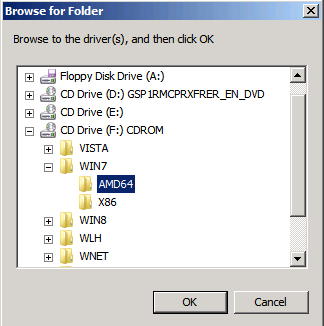 Browse for Folder
Browse to the driver(s), and then click OK
Floppy Disk Drive (A:)
CD Drive (D:) GSP1RMCPRXFRER_EN_DVD
CD Drive (E:)
CD Drive (F:) CDROM
VISTA
WIN7
AMD64
X86
WIN8
WLH
WNET
OK
Cancel